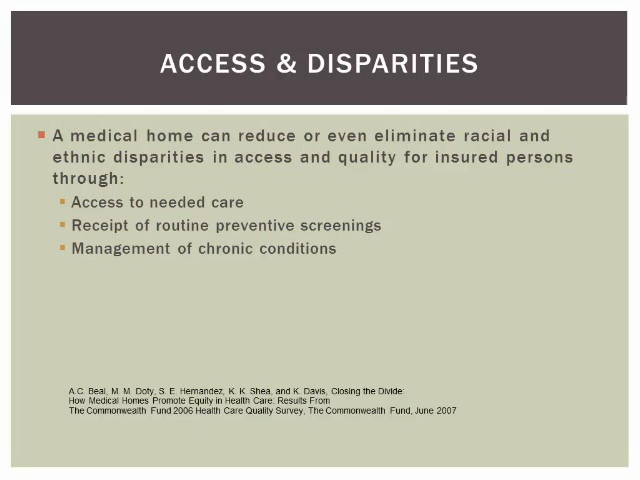 ACCESS & DISPARITIES
A medical home can reduce or even eliminate racial and
ethnic disparities in access and quality for insured persons
through:
Access to needed care
Receipt of routine preventive screenings
Management of chronic conditions
A.C. Beal, M. M. Doty, S. E. Hernandez, K. K. Shea, and K. Davis, Closing the Divide:
How Medical Homes Promote Equity in Health Care: Results From
The Commonwealth Fund 2006 Health Care Quality Survey, The Commonwealth Fund, June 2007